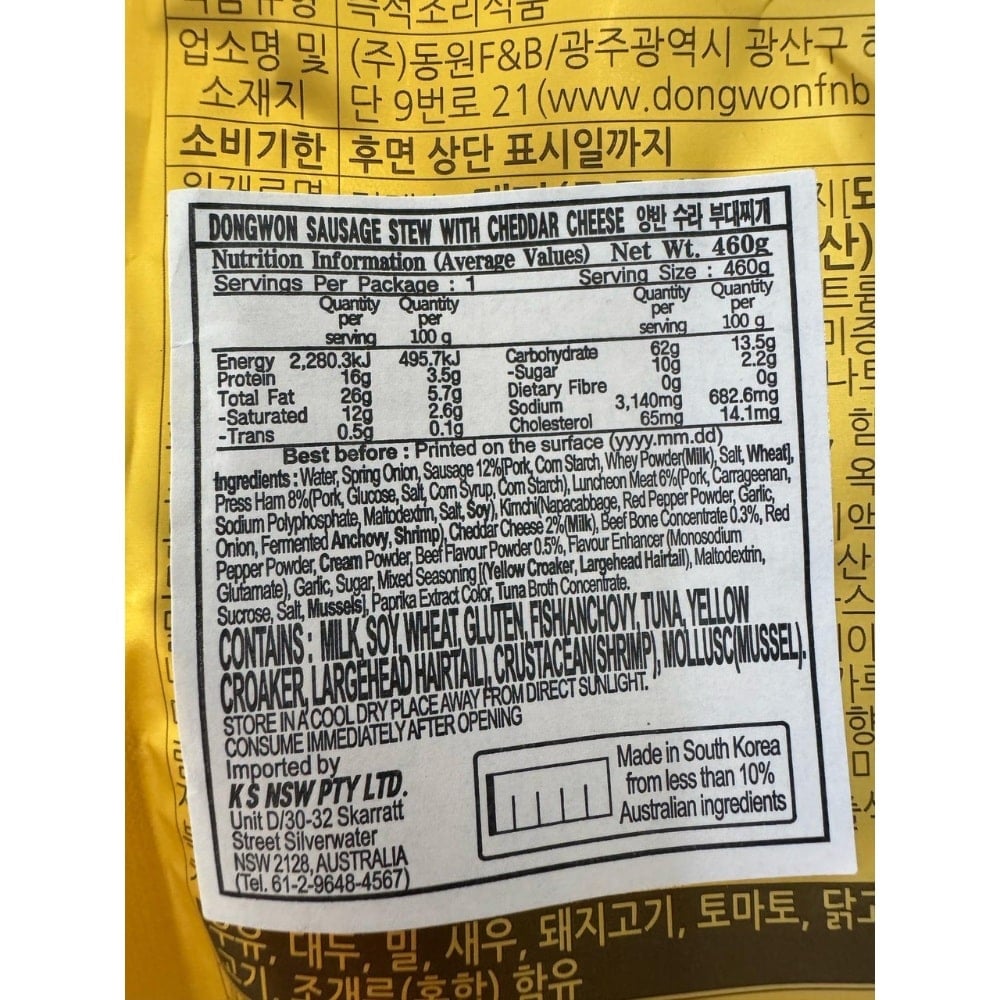 업소명 및 (주)동원F&B/광주광역시 광산구
소재지 단 9번로 21(www.dongwonfnb
소비기한 후면 상단 표시일까지
DONGWON SAUSAGE STEW WITH CHEDDAR CHEESE 양반 수라 부대찌개
Nutrition Information (Average Values) Net Wt. 460g
Servings Per Package : 1 Serving Size : 460g
Quantity Quantity Quantity Quantity
per per per per
serving 100 g serving 100 g
Energy 2,280.3kJ 495.7kJ Carbohydrate 62g 13.5g
Protein 16g 3.5g -Sugar 10g 2.2g
Total Fat 26g 5.7g Dietary Fibre 0g 0g
-Saturated 12g 2.6g Sodium 3,140mg 682.6mg
-Trans 0.5g 0.1g Cholesterol 65mg 14.1mg
Best before : Printed on the surface (yyyy.mm.dd)
Ingredients : Water, Spring Onion, Sausage 12%[Pork, Corn Starch, Whey Powder(Milk), Salt, Wheat],
Press Ham 8%(Pork, Glucose, Salt, Corn Syrup, Corn Starch), Luncheon Meat 6%(Pork, Carrageenan,
Sodium Polyphosphate, Maltodextrin, Salt, Soy), Kimchi(Napacabbage, Red Pepper Powder, Garlic,
Onion, Fermented Anchovy, Shrimp), Cheddar Cheese 2%(Milk), Beef Bone Concentrate 0.3%, Red
Pepper Powder, Cream Powder, Beef Flavour Powder 0.5%, Flavour Enhancer (Monosodium
Glutamate), Garlic, Sugar, Mixed Seasoning [(Yellow Croaker, Largehead Hairtail), Maltodextrin,
Sucrose, Salt, Mussels], Paprika Extract Color, Tuna Broth Concentrate.
CONTAINS : MILK, SOY, WHEAT, GLUTEN, FISH(ANCHOVY, TUNA, YELLOW
CROAKER, LARGEHEAD HAIRTAIL), CRUSTACEAN(SHRIMP), MOLLUSC(MUSSEL).
STORE IN A COOL DRY PLACE AWAY FROM DIRECT SUNLIGHT.
CONSUME IMMEDIATELY AFTER OPENING
Imported by
K S NSW PTY LTD.
Unit D/30-32 Skarratt
Street Silverwater
NSW 2128, AUSTRALIA
(Tel. 61-2-9648-4567)
Made in South Korea
from less than 10%
Australian ingredients
대두, 밀, 새우, 돼지고기, 토마토,
함유